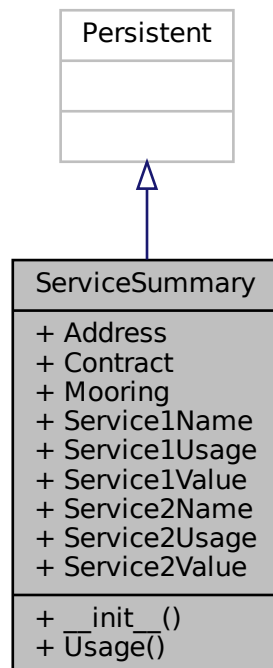 Persistent
ServiceSummary
+ Address
+ Contract
+ Mooring
+ Service1Name
+ Service1Usage
+ Service1Value
+ Service2Name
+ Service2Usage
+ Service2Value
+ __init__()
+ Usage()